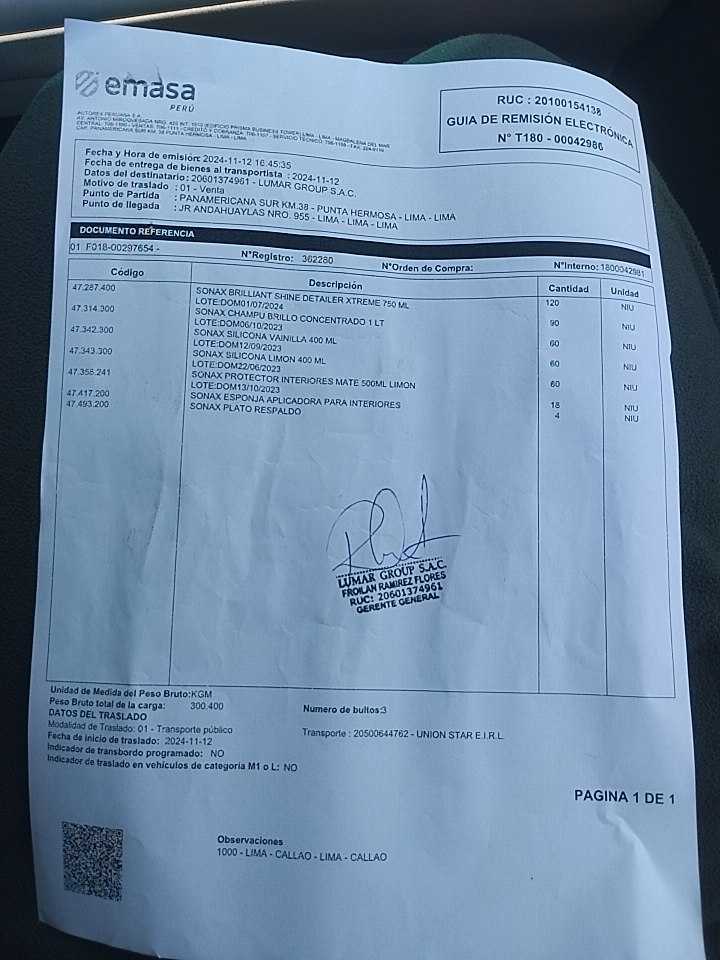 emasa
PERÚ
AUTOREX PERUANA S.A.
RUC : 20100154138
GUIA DE REMISIÓN ELECTRÓNICA
N° T180 - 00042986
Fecha y Hora de emisión: 2024-11-12 16:45:35
Fecha de entrega de bienes al transportista : 2024-11-12
Datos del destinatario : 20601374961 - LUMAR GROUP S.A.C.
Motivo de traslado : 01 - Venta
Punto de Partida : PANAMERICANA SUR KM.38 - PUNTA HERMOSA - LIMA - LIMA
Punto de llegada : JR ANDAHUAYLAS NRO. 955 - LIMA - LIMA - LIMA
DOCUMENTO REFERENCIA
01 F018-00297654 - N°Registro: 362280 N°Orden de Compra: N°Interno: 1800042981
Código Descripción Cantidad Unidad
47.287.400 SONAX BRILLIANT SHINE DETAILER XTREME 750 ML 120 NIU
LOTE:DOM01/07/2024
47.314.300 SONAX CHAMPU BRILLO CONCENTRADO 1 LT 90 NIU
LOTE:DOM06/10/2023
47.342.300 SONAX SILICONA VAINILLA 400 ML 60 NIU
LOTE:DOM12/09/2023
47.343.300 SONAX SILICONA LIMON 400 ML 60 NIU
LOTE:DOM22/06/2023
47.358.241 SONAX PROTECTOR INTERIORES MATE 500ML LIMON 60 NIU
LOTE:DOM13/10/2023
47.417.200 SONAX ESPONJA APLICADORA PARA INTERIORES 18 NIU
47.493.200 SONAX PLATO RESPALDO 4 NIU
LUMAR GROUP S.A.C.
FROILAN RAMIREZ FLORES
RUC: 20601374961
GERENTE GENERAL
Unidad de Medida del Peso Bruto:KGM
Peso Bruto total de la carga: 300.400 Numero de bultos:3
DATOS DEL TRASLADO
Modalidad de Traslado: 01 - Transporte público Transporte : 20500644762 - UNION STAR E.I.R.L.
Fecha de inicio de traslado: 2024-11-12
Indicador de transbordo programado: NO
Indicador de traslado en vehículos de categoría M1 o L: NO
PAGINA 1 DE 1
Observaciones
1000 - LIMA - CALLAO - LIMA - CALLAO